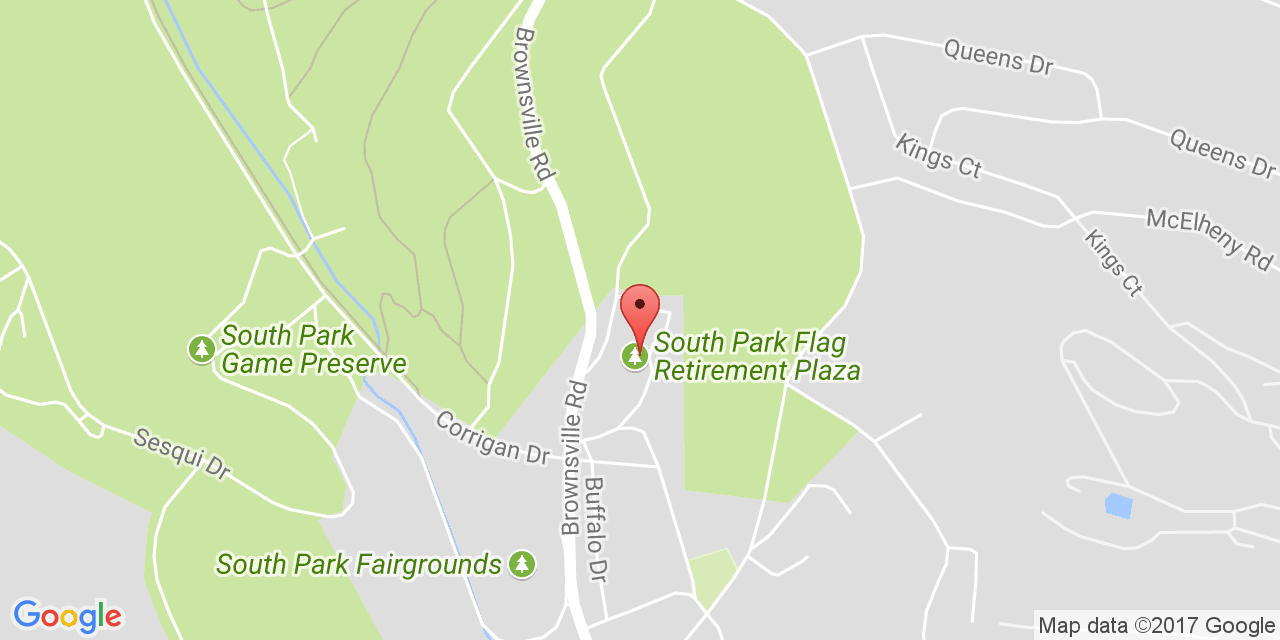 Brownsville Rd
Queens Dr
Queens Dr
Kings Ct
McElheny Rd
Kings Ct
South Park
Game Preserve
South Park Flag
Retirement Plaza
Brownsville Rd
Corrigan Dr
Sesqui Dr
Buffalo Dr
South Park Fairgrounds
Google
Map data ©2017 Google